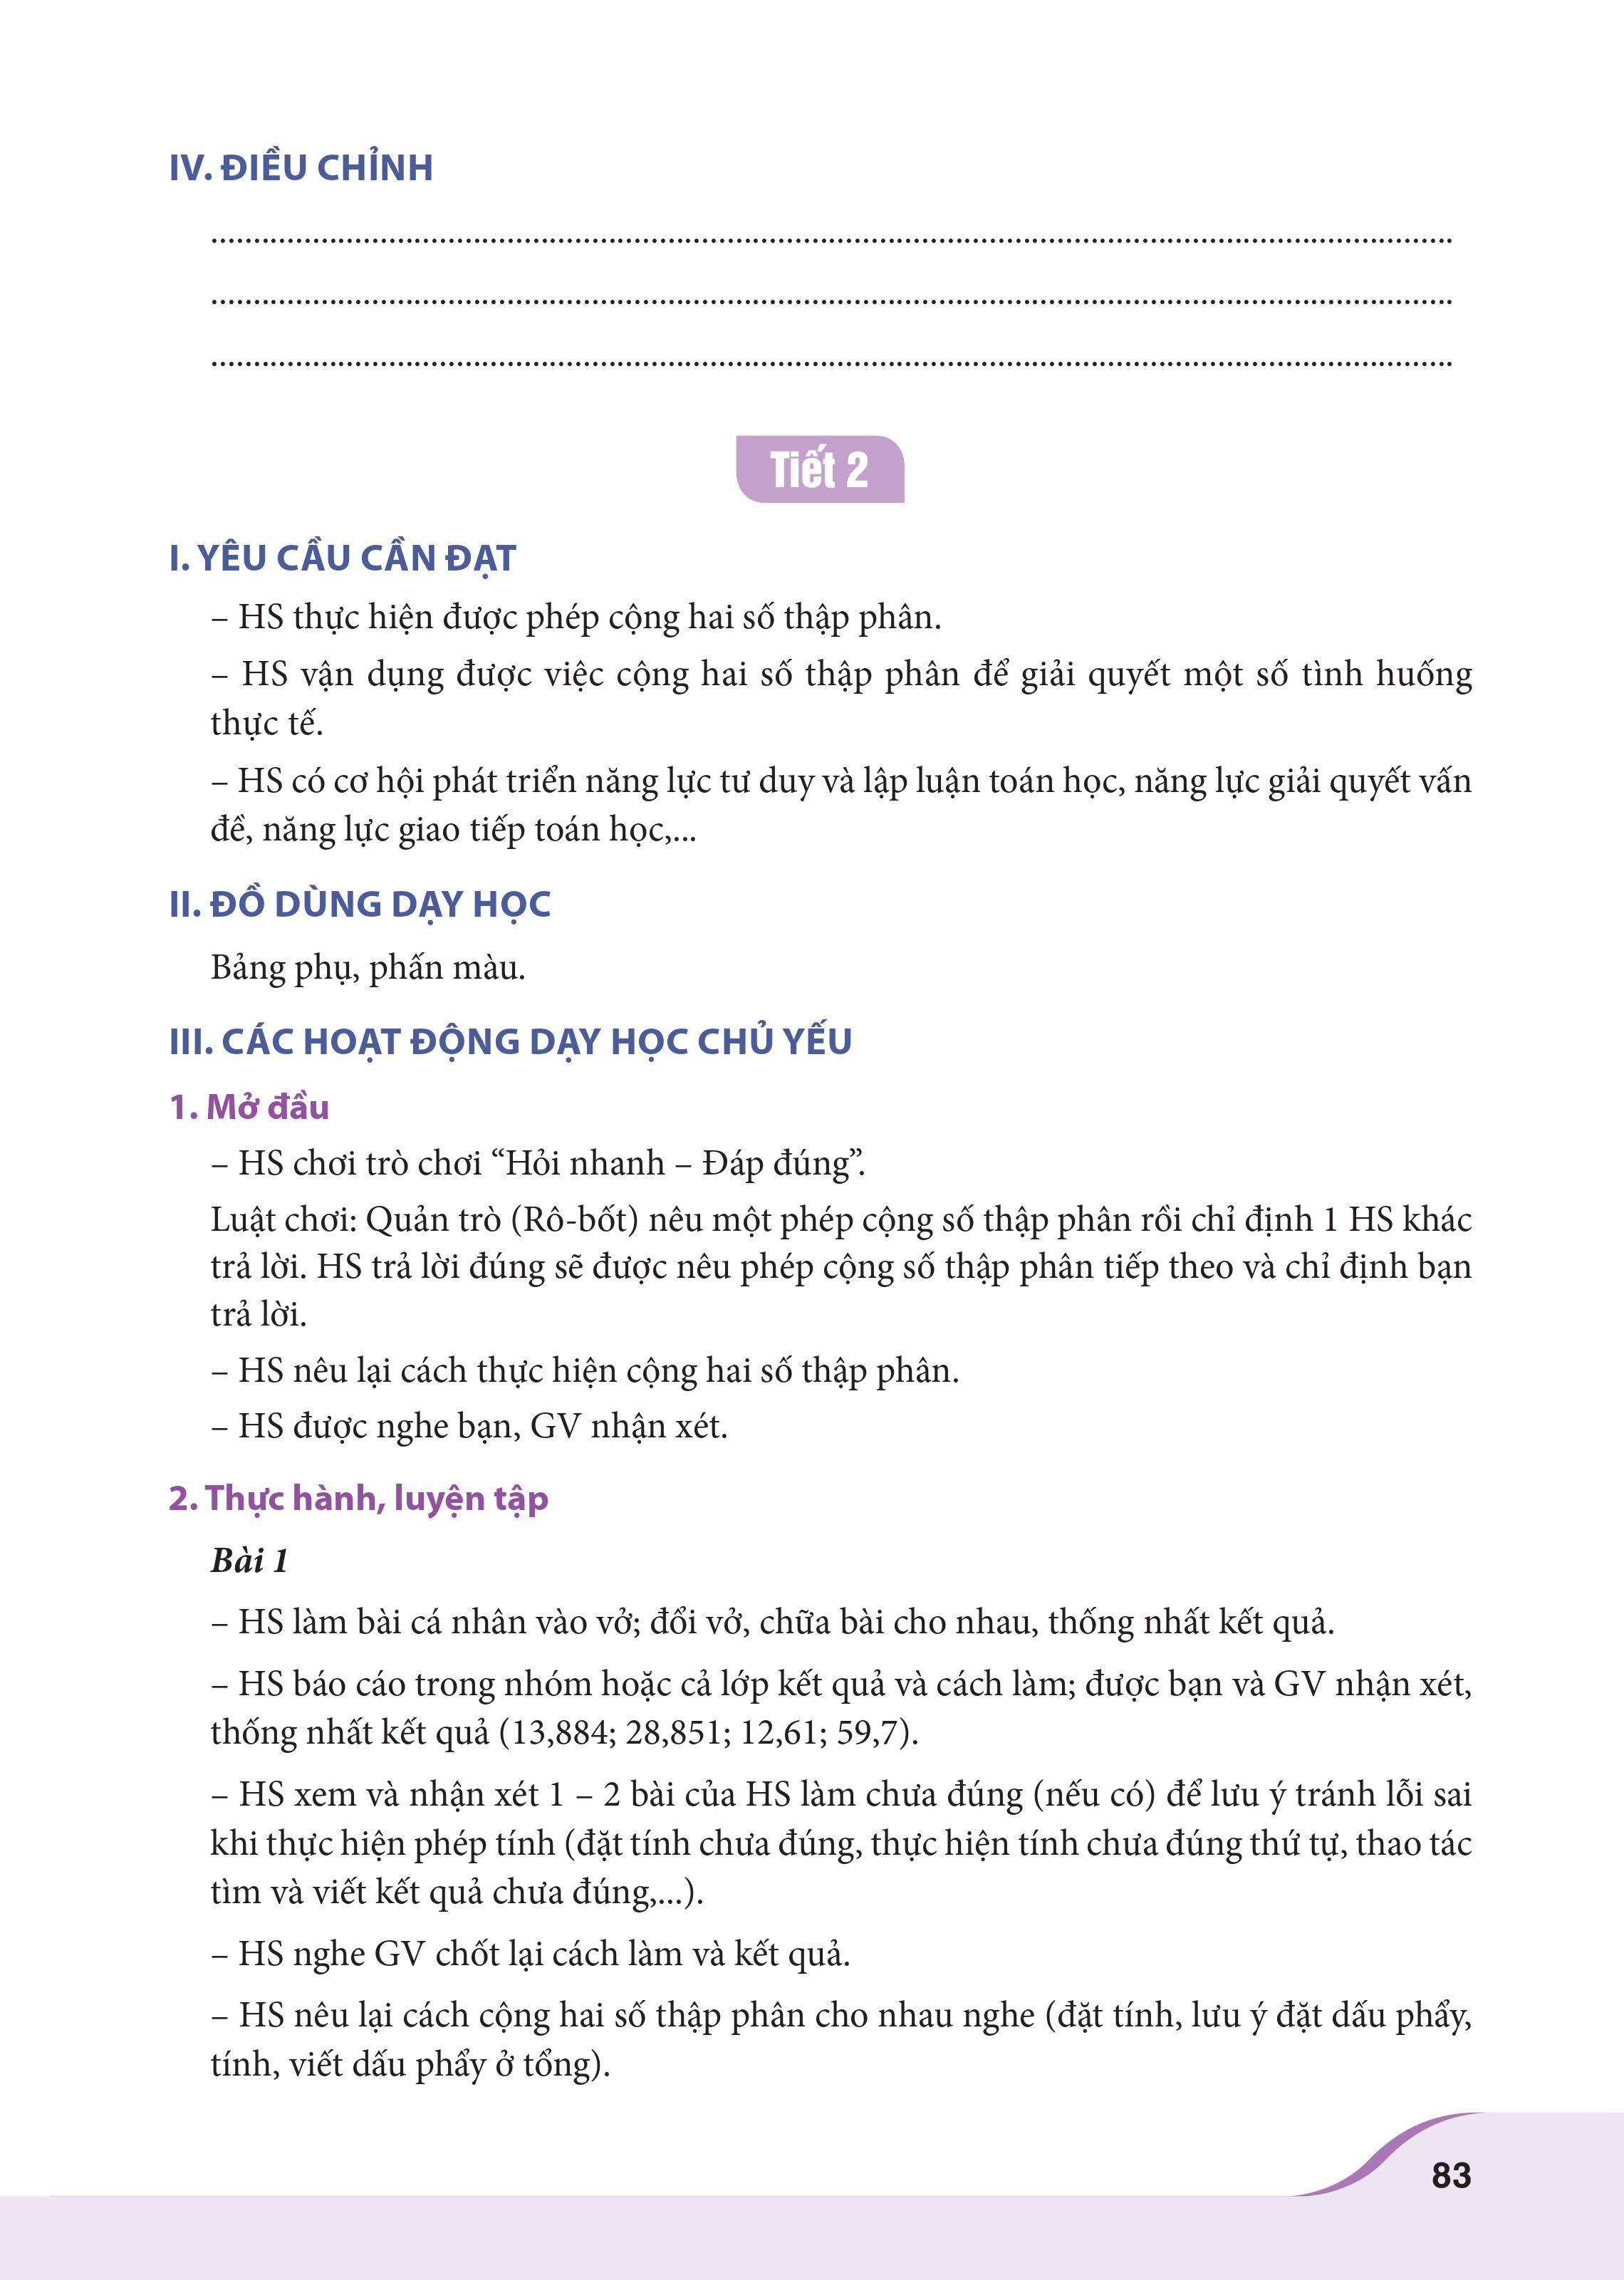 IV. ĐIỀU CHỈNH
..............................................................................................................................................
..............................................................................................................................................
..............................................................................................................................................
Tiết 2
I. YÊU CẦU CẦN ĐẠT
– HS thực hiện được phép cộng hai số thập phân.
– HS vận dụng được việc cộng hai số thập phân để giải quyết một số tình huống
thực tế.
– HS có cơ hội phát triển năng lực tư duy và lập luận toán học, năng lực giải quyết vấn
đề, năng lực giao tiếp toán học,...
II. ĐỒ DÙNG DẠY HỌC
Bảng phụ, phấn màu.
III. CÁC HOẠT ĐỘNG DẠY HỌC CHỦ YẾU
1. Mở đầu
– HS chơi trò chơi “Hỏi nhanh – Đáp đúng”.
Luật chơi: Quản trò (Rô-bốt) nêu một phép cộng số thập phân rồi chỉ định 1 HS khác
trả lời. HS trả lời đúng sẽ được nêu phép cộng số thập phân tiếp theo và chỉ định bạn
trả lời.
– HS nêu lại cách thực hiện cộng hai số thập phân.
– HS được nghe bạn, GV nhận xét.
2. Thực hành, luyện tập
Bài 1
– HS làm bài cá nhân vào vở; đổi vở, chữa bài cho nhau, thống nhất kết quả.
– HS báo cáo trong nhóm hoặc cả lớp kết quả và cách làm; được bạn và GV nhận xét,
thống nhất kết quả (13,884; 28,851; 12,61; 59,7).
– HS xem và nhận xét 1 – 2 bài của HS làm chưa đúng (nếu có) để lưu ý tránh lỗi sai
khi thực hiện phép tính (đặt tính chưa đúng, thực hiện tính chưa đúng thứ tự, thao tác
tìm và viết kết quả chưa đúng,...).
– HS nghe GV chốt lại cách làm và kết quả.
– HS nêu lại cách cộng hai số thập phân cho nhau nghe (đặt tính, lưu ý đặt dấu phẩy,
tính, viết dấu phẩy ở tổng).
83